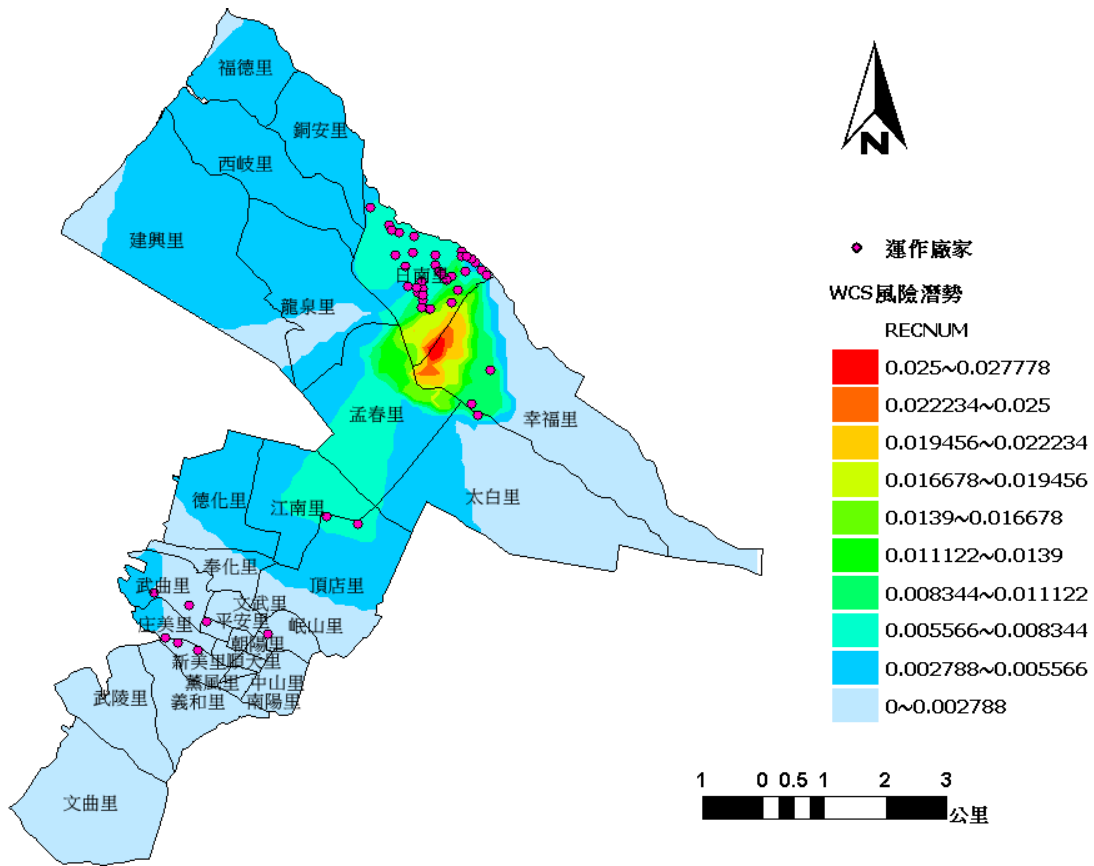 福德里
銅安里
西岐里
建興里
日南里
龍泉里
孟春里
幸福里
太白里
德化里
江南里
奉化里
武曲里
頂店里
文武里
庄美里
平安里
岷山里
朝陽里
新美里
順天里
薰風里
中山里
武陵里
義和里
南陽里
文曲里
N
運作廠家
WCS風險潛勢
RECNUM
0.025~0.027778
0.022234~0.025
0.019456~0.022234
0.016678~0.019456
0.0139~0.016678
0.011122~0.0139
0.008344~0.011122
0.005566~0.008344
0.002788~0.005566
0~0.002788
1 0 0.5 1 2 3
公里